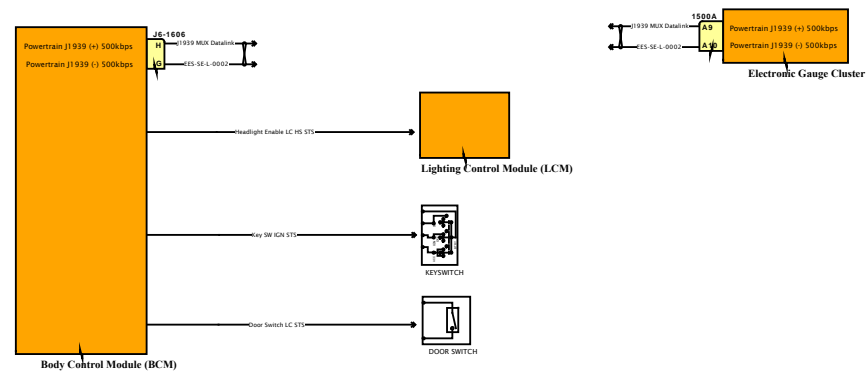 J6-1606
Powertrain J1939 (+) 500kbps
H
J1939 MUX Datalink
Powertrain J1939 (-) 500kbps
G
EES-SE-L-0002
1500A
J1939 MUX Datalink
A9
Powertrain J1939 (+) 500kbps
EES-SE-L-0002
A10
Powertrain J1939 (-) 500kbps
Electronic Gauge Cluster
Headlight Enable LC HS STS
Lighting Control Module (LCM)
Key SW IGN STS
KEYSWITCH
Door Switch LC STS
DOOR SWITCH
Body Control Module (BCM)